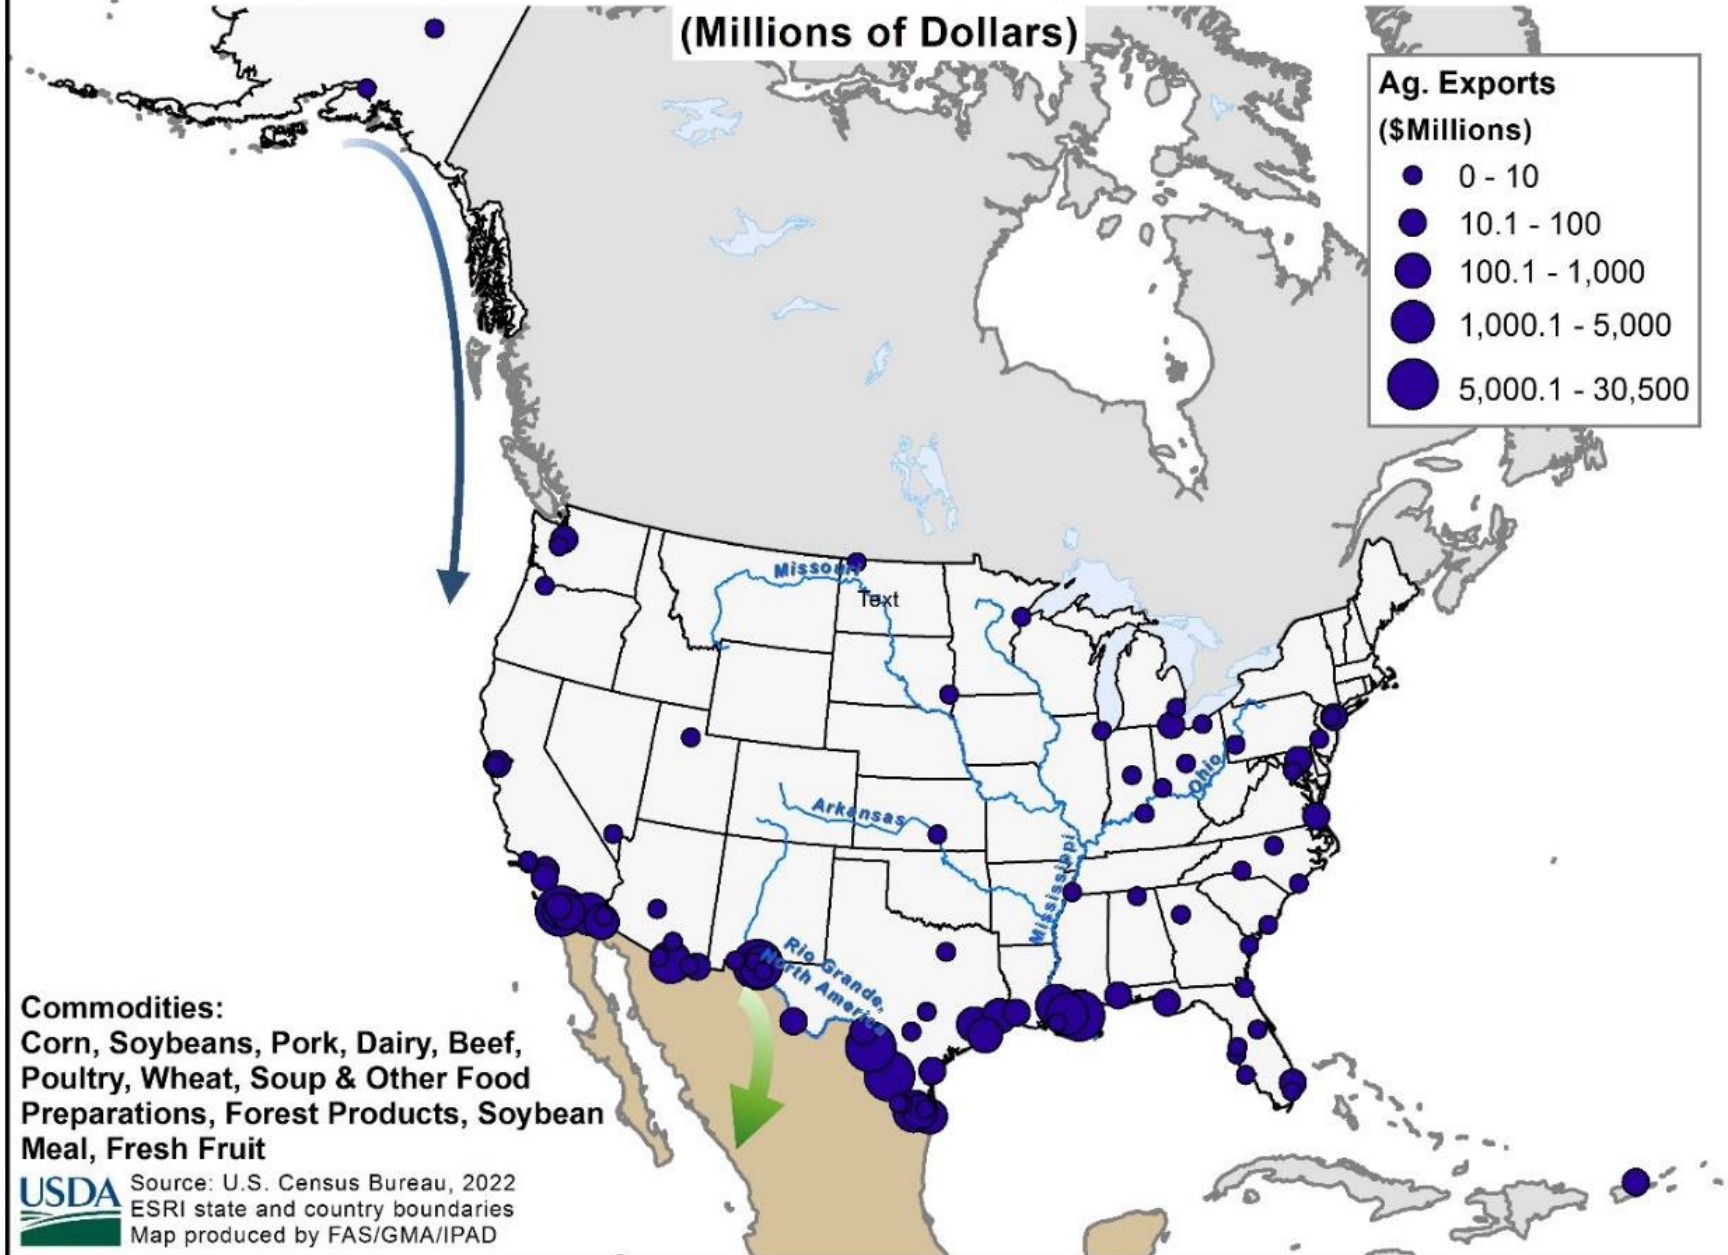 (Millions of Dollars)
Ag. Exports
($Millions)
0 - 10
10.1 - 100
100.1 - 1,000
1,000.1 - 5,000
5,000.1 - 30,500
Missouri
Text
Arkansas
Ohio
Mississippi
Rio Grande,
North America
Commodities:
Corn, Soybeans, Pork, Dairy, Beef,
Poultry, Wheat, Soup & Other Food
Preparations, Forest Products, Soybean
Meal, Fresh Fruit
USDA
Source: U.S. Census Bureau, 2022
ESRI state and country boundaries
Map produced by FAS/GMA/IPAD